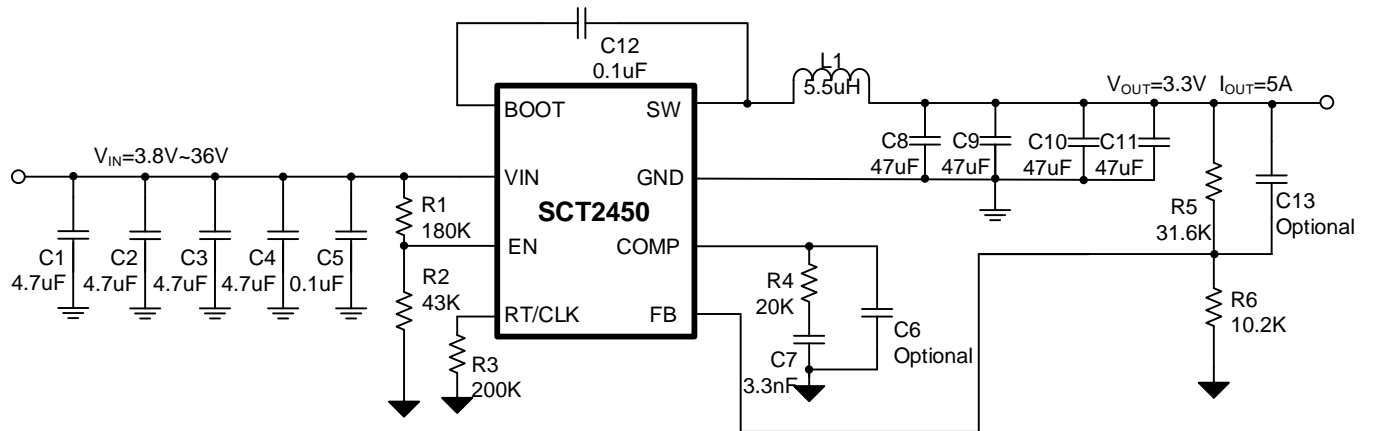 C12
0.1uF
L1
5.5uH
VOUT=3.3V IOUT=5A
BOOT
SW
C8
47uF
C9
47uF
C10
47uF
C11
47uF
VIN=3.8V~36V
VIN
GND
SCT2450
R1
180K
R5
31.6K
C13
Optional
EN
COMP
C1
4.7uF
C2
4.7uF
C3
4.7uF
C4
4.7uF
C5
0.1uF
R2
43K
R4
20K
RT/CLK
FB
R6
10.2K
C6
Optional
R3
200K
C7
3.3nF